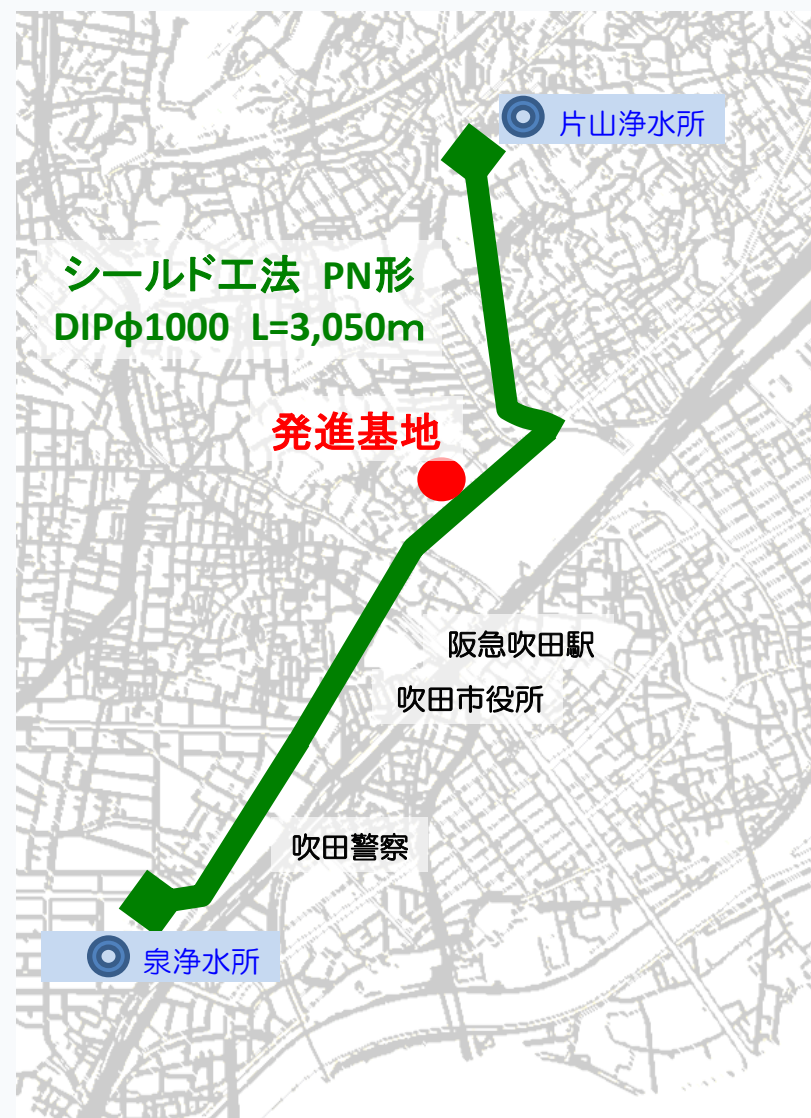 片山浄水所
シールド工法 PN形
DIPφ1000 L=3,050m
発進基地
阪急吹田駅
吹田市役所
吹田警察
泉浄水所